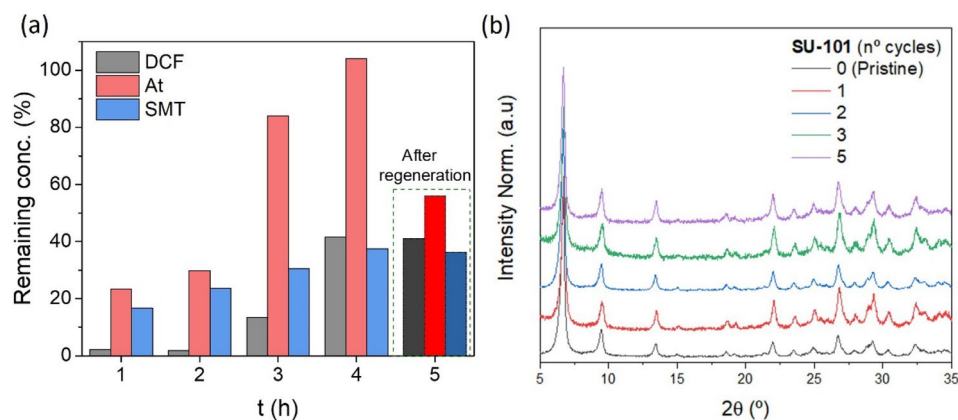 (a)
Remaining conc. (%)
100
80
60
40
20
0
DCF
At
SMT
After
regeneration
1 2 3 4 5
t (h)
(b)
Intensity Norm. (a.u)
SU-101 (nº cycles)
0 (Pristine)
1
2
3
5
5 10 15 20 25 30 35
2θ (º)